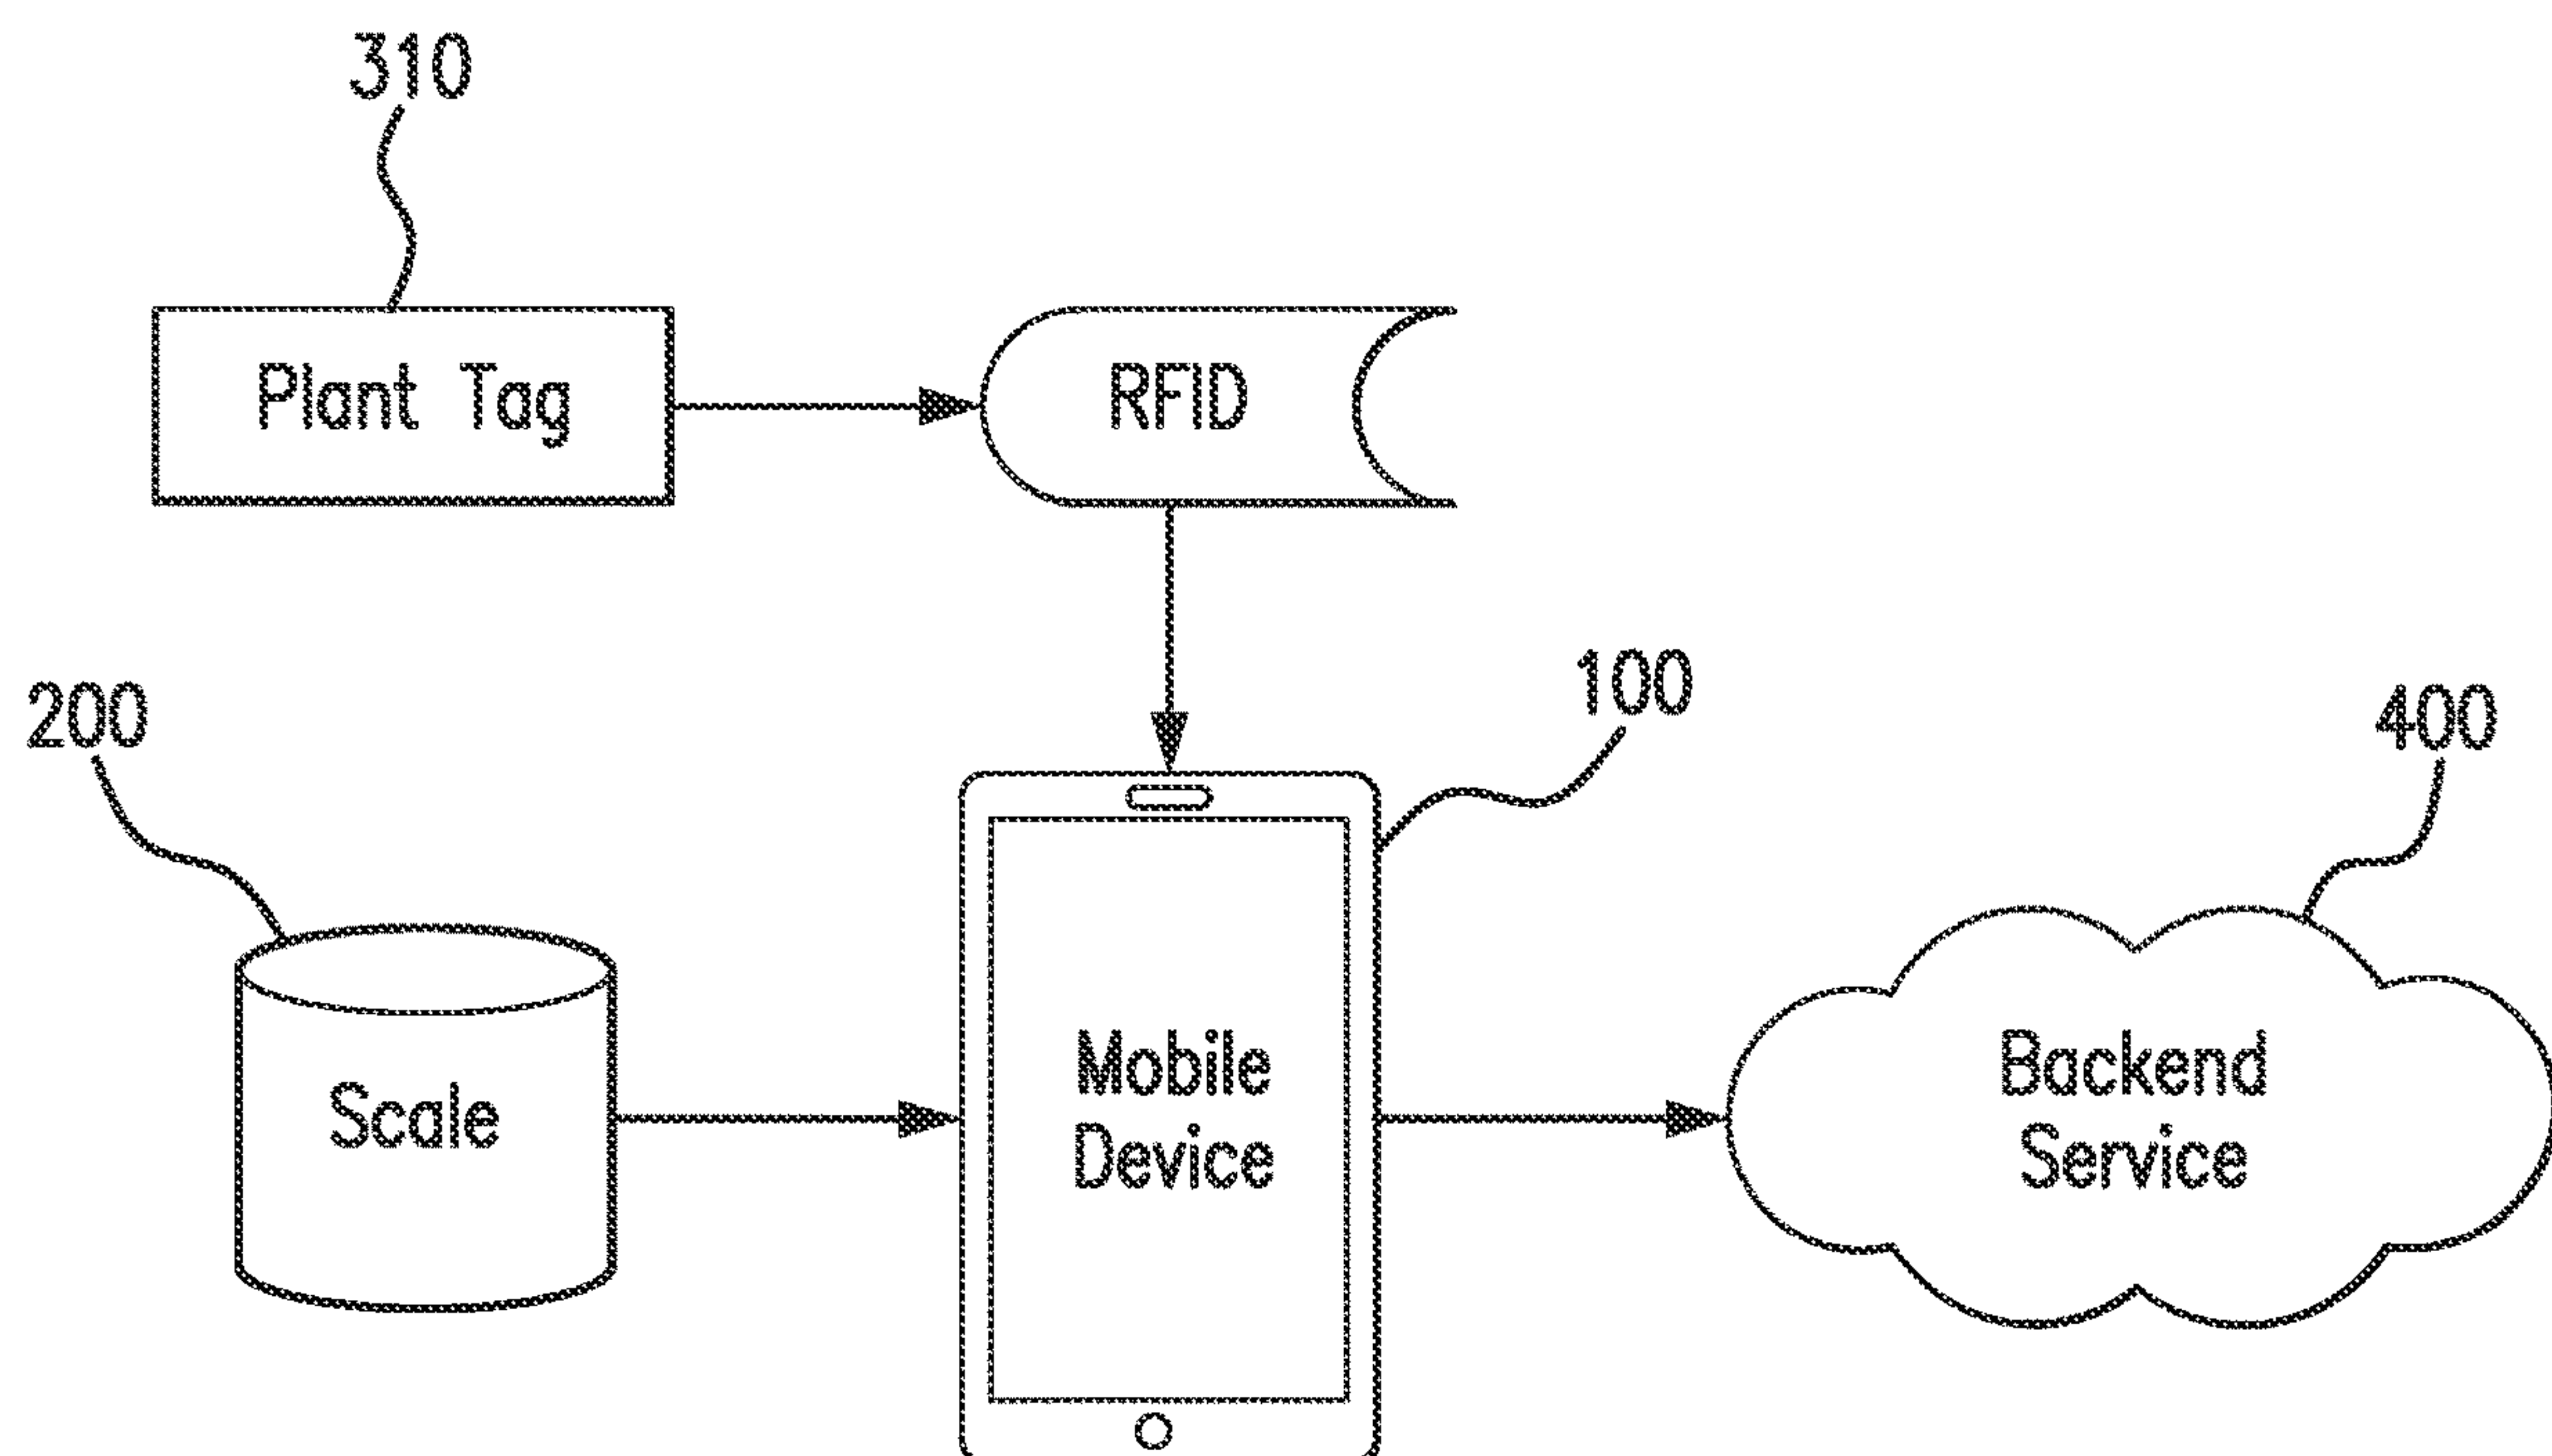 310
Plant Tag
RFID
200
100
400
Scale
Mobile
Device
Backend
Service